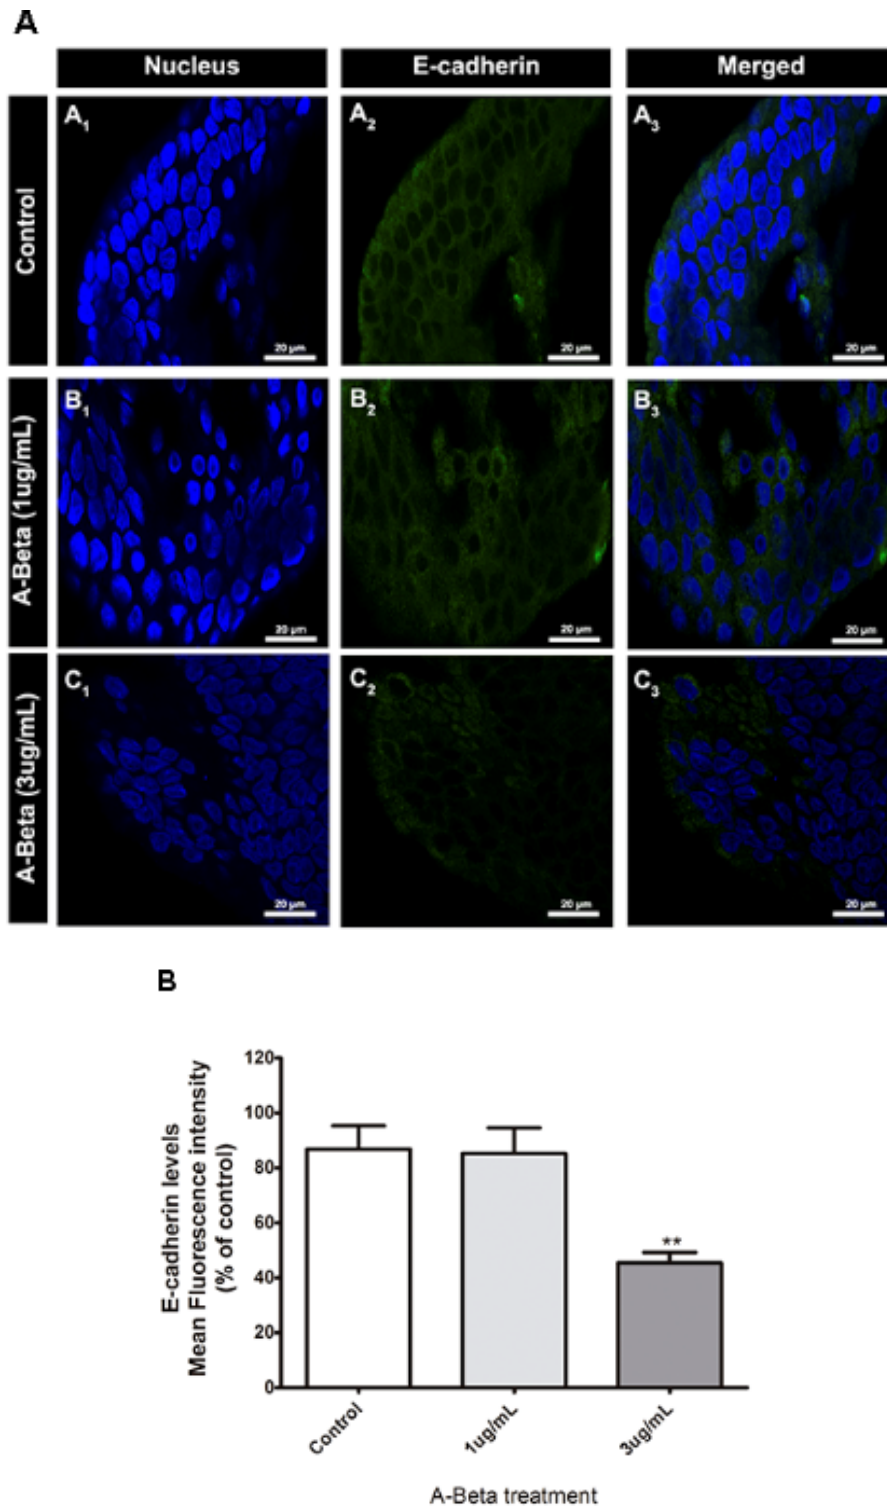 A
Nucleus E-cadherin Merged
Control
A1 A2 A3
20 µm 20 µm 20 µm
A-Beta (1ug/mL)
B1 B2 B3
20 µm 20 µm 20 µm
A-Beta (3ug/mL)
C1 C2 C3
20 µm 20 µm 20 µm
B
E-cadherin levels
Mean Fluorescence intensity
(% of control)
120
100
80
60
40
20
0
**
Control 1ug/mL 3ug/mL
A-Beta treatment